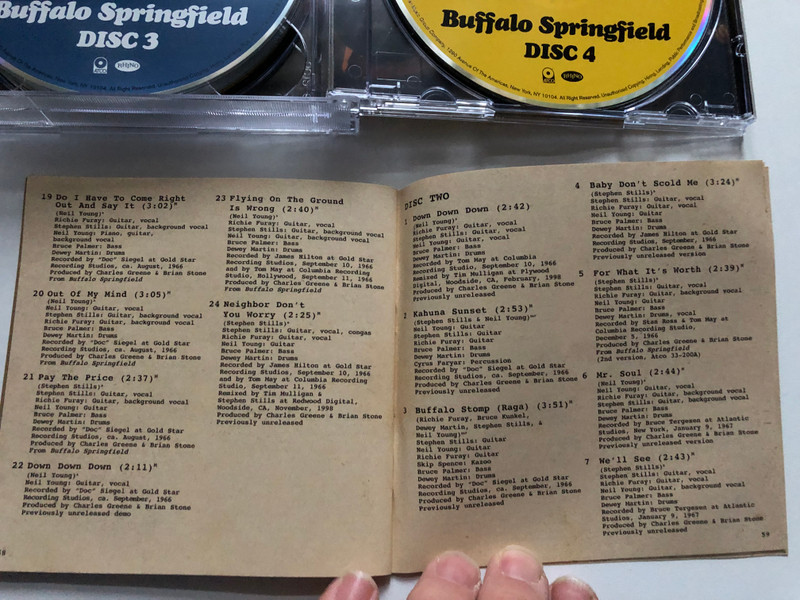 Buffalo Springfield
DISC 3
ATCO
RHINO
Buffalo Springfield
DISC 4
ATCO
RHINO
19 Do I Have To Come Right
Out And Say It (3:02)
(Neil Young)
Richie Furay: Guitar, vocal
Stephen Stills: Guitar, background vocal
Neil Young: Piano, guitar,
background vocal
Bruce Palmer: Bass
Dewey Martin: Drums
Recorded by "Doc" Siegel at Gold Star
Recording Studios, ca. August, 1966
Produced by Charles Greene & Brian Stone
From Buffalo Springfield
20 Out Of My Mind (3:05)
(Neil Young)
Neil Young: Guitar, vocal
Stephen Stills: Guitar, background vocal
Richie Furay: Guitar, background vocal
Bruce Palmer: Bass
Dewey Martin: Drums
Recorded by "Doc" Siegel at Gold Star
Recording Studios, ca. August, 1966
Produced by Charles Greene & Brian Stone
From Buffalo Springfield
21 Pay The Price (2:37)
(Stephen Stills)
Stephen Stills: Guitar, vocal
Richie Furay: Guitar, background vocal
Neil Young: Guitar
Bruce Palmer: Bass
Dewey Martin: Drums
Recorded by "Doc" Siegel at Gold Star
Recording Studios, ca. August, 1966
Produced by Charles Greene & Brian Stone
From Buffalo Springfield
22 Down Down Down (2:11)
(Neil Young)
Neil Young: Guitar, vocal
Recorded by "Doc" Siegel at Gold Star
Recording Studios, ca. September, 1966
Produced by Charles Greene & Brian Stone
Previously unreleased demo
23 Flying On The Ground
Is Wrong (2:40)
(Neil Young)
Richie Furay: Guitar, vocal
Stephen Stills: Guitar, background vocal
Neil Young: Guitar, background vocal
Bruce Palmer: Bass
Dewey Martin: Drums
Recorded by James Hilton at Gold Star
Recording Studios, September 10, 1966
and by Tom May at Columbia Recording
Studio, Hollywood, September 11, 1966
Produced by Charles Greene & Brian Stone
From Buffalo Springfield
24 Neighbor Don't
You Worry (2:25)
(Stephen Stills)
Stephen Stills: Guitar, vocal, congas
Richie Furay: Guitar, vocal
Neil Young: Guitar
Bruce Palmer: Bass
Dewey Martin: Drums
Recorded by James Hilton at Gold Star
Recording Studios, September 10, 1966
and by Tom May at Columbia Recording
Studio, September 11, 1966
Remixed by Tim Mulligan &
Stephen Stills at Redwood Digital,
Woodside, CA, November, 1998
Produced by Charles Greene & Brian Stone
Previously unreleased
DISC TWO
1 Down Down Down (2:42)
(Neil Young)
Richie Furay: Guitar, vocal
Stephen Stills: Guitar, vocal
Neil Young: Guitar, vocal
Bruce Palmer: Bass
Dewey Martin: Drums
Recorded by Tom May at Columbia
Recording Studio, September 10, 1966
Remixed by Tim Mulligan at Plywood
Digital, Woodside, CA, February, 1998
Produced by Charles Greene & Brian Stone
Previously unreleased
2 Kahuna Sunset (2:53)
(Stephen Stills & Neil Young)
Neil Young: Guitar
Stephen Stills: Guitar
Richie Furay: Guitar
Bruce Palmer: Bass
Dewey Martin: Drums
Cyrus Faryar: Percussion
Recorded by "Doc" Siegel at Gold Star
Recording Studios, ca. September, 1966
Produced by Charles Greene & Brian Stone
Previously unreleased
3 Buffalo Stomp (Raga) (3:51)
(Richie Furay, Bruce Kunkel,
Dewey Martin, Stephen Stills, &
Neil Young)
Stephen Stills: Guitar
Neil Young: Guitar
Richie Furay: Guitar
Skip Spence: Kazoo
Bruce Palmer: Bass
Dewey Martin: Drums
Recorded by "Doc" Siegel at Gold Star
Recording Studios, ca. September, 1966
Produced by Charles Greene & Brian Stone
Previously unreleased
4 Baby Don't Scold Me (3:24)
(Stephen Stills)
Stephen Stills: Guitar, vocal
Richie Furay: Guitar, vocal
Neil Young: Guitar
Bruce Palmer: Bass
Dewey Martin: Drums
Recorded by James Hilton at Gold Star
Recording Studios, September, 1966
Produced by Charles Greene & Brian Stone
Previously unreleased version
5 For What It's Worth (2:39)
(Stephen Stills)
Stephen Stills: Guitar, vocal
Richie Furay: Guitar, background vocal
Neil Young: Guitar
Bruce Palmer: Bass
Dewey Martin: Drums, background vocal
Recorded by Stan Ross & Tom May at
Columbia Recording Studio,
December 5, 1966
Produced by Charles Greene & Brian Stone
From Buffalo Springfield
(2nd version, Atco 33-200A)
6 Mr. Soul (2:44)
(Neil Young)
Neil Young: Guitar, vocal
Richie Furay: Guitar, background vocal
Stephen Stills: Guitar, background vocal
Bruce Palmer: Bass
Dewey Martin: Drums
Recorded by Bruce Tergesen at Atlantic
Studios, New York, January 9, 1967
Produced by Charles Greene & Brian Stone
Previously unreleased version
7 We'll See (2:43)
(Stephen Stills)
Stephen Stills: Guitar, vocal
Richie Furay: Guitar, vocal
Neil Young: Guitar, background vocal
Bruce Palmer: Bass
Dewey Martin: Drums
Recorded by Bruce Tergesen at Atlantic
Studios, January 9, 1967
Produced by Charles Greene & Brian Stone
Previously unreleased
59